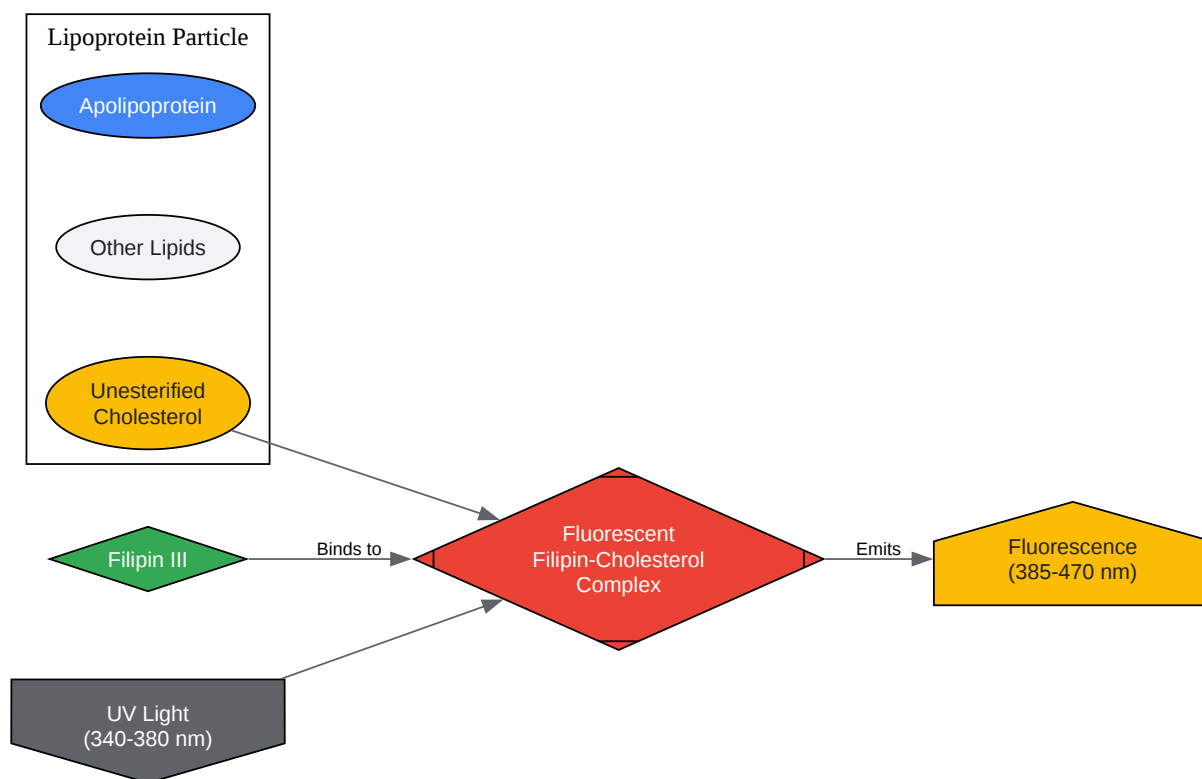 Lipoprotein Particle
Apolipoprotein
Other Lipids
Unesterified
Cholesterol
Filipin III
Binds to
Fluorescent
Filipin-Cholesterol
Complex
Emits
Fluorescence
(385-470 nm)
UV Light
(340-380 nm)